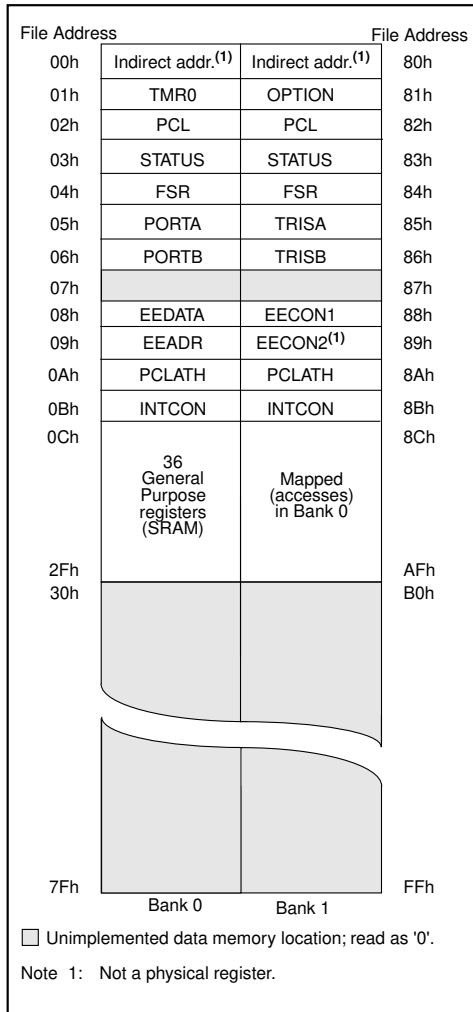 File Address File Address
00h Indirect addr.(1) Indirect addr.(1) 80h
01h TMR0 OPTION 81h
02h PCL PCL 82h
03h STATUS STATUS 83h
04h FSR FSR 84h
05h PORTA TRISA 85h
06h PORTB TRISB 86h
07h 87h
08h EEDATA EECON1 88h
09h EEADR EECON2(1) 89h
0Ah PCLATH PCLATH 8Ah
0Bh INTCON INTCON 8Bh
0Ch 8Ch
36
General
Purpose
registers
(SRAM)
Mapped
(accesses)
in Bank 0
2Fh AFh
30h B0h
7Fh FFh
Bank 0 Bank 1
Unimplemented data memory location; read as '0'.
Note 1: Not a physical register.